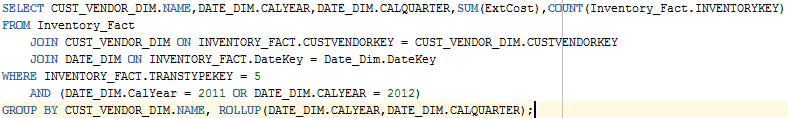 SELECT CUST_VENDOR_DIM.NAME,DATE_DIM.CALYEAR,DATE_DIM.CALQUARTER,SUM(ExtCost),COUNT(Inventory_Fact.INVENTORYKEY)
FROM Inventory_Fact
JOIN CUST_VENDOR_DIM ON INVENTORY_FACT.CUSTVENDORKEY = CUST_VENDOR_DIM.CUSTVENDORKEY
JOIN DATE_DIM ON INVENTORY_FACT.DateKey = Date_Dim.DateKey
WHERE INVENTORY_FACT.TRANSTYPEKEY = 5
AND (DATE_DIM.CalYear = 2011 OR DATE_DIM.CALYEAR = 2012)
GROUP BY CUST_VENDOR_DIM.NAME, ROLLUP(DATE_DIM.CALYEAR,DATE_DIM.CALQUARTER);